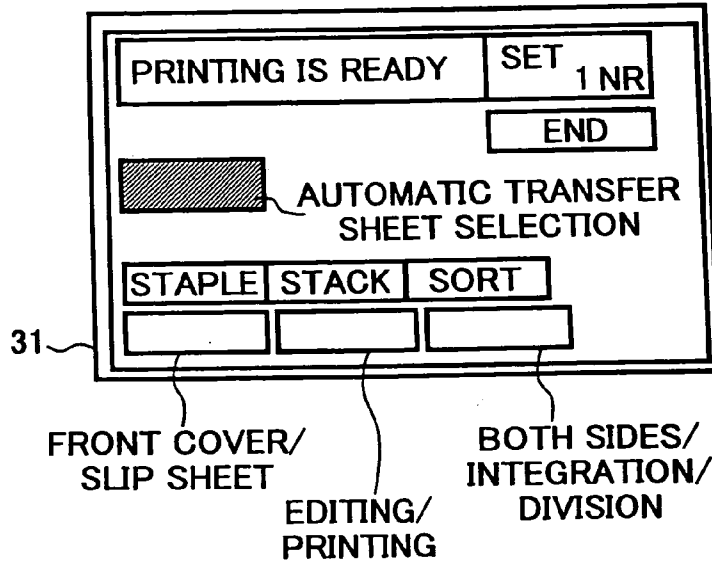 PRINTING IS READY
SET
1 NR
END
AUTOMATIC TRANSFER
SHEET SELECTION
STAPLE
STACK
SORT
31
FRONT COVER/
SLIP SHEET
EDITING/
PRINTING
BOTH SIDES/
INTEGRATION/
DIVISION